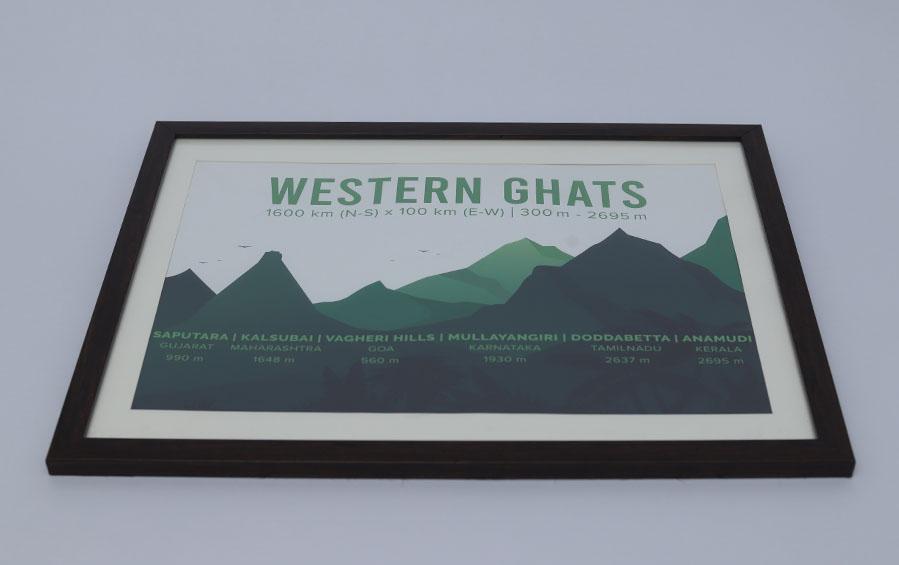 WESTERN GHATS
1600 km (N-S) x 100 km (E-W) | 300 m - 2695 m
SAPUTARA | KALSUBAI | VAGHERI HILLS | MULLAYANGIRI | DODDABETTA | ANAMUDI
GUJARAT MAHARASHTRA GOA KARNATAKA TAMILNADU KERALA
990 m 1648 m 560 m 1930 m 2637 m 2695 m